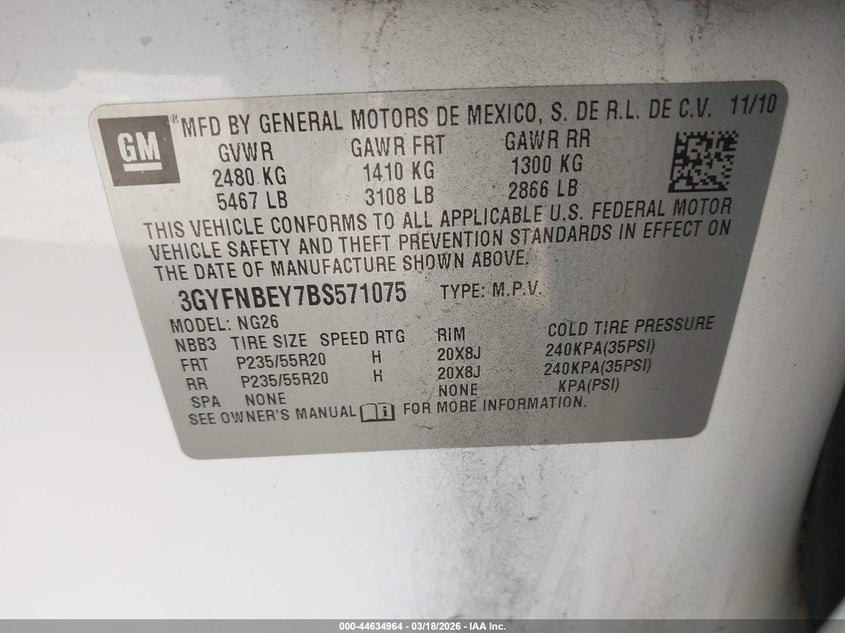 GM® MFD BY GENERAL MOTORS DE MEXICO, S. DE R.L. DE C.V. 11/10
GVWR GAWR FRT GAWR RR
2480 KG 1410 KG 1300 KG
5467 LB 3108 LB 2866 LB
THIS VEHICLE CONFORMS TO ALL APPLICABLE U.S. FEDERAL MOTOR
VEHICLE SAFETY AND THEFT PREVENTION STANDARDS IN EFFECT ON
THE DATE OF MANUFACTURE SHOWN ABOVE.
3GYFNBEY7BS571075 TYPE: M.P.V.
MODEL: NG26
NBB3 TIRE SIZE SPEED RTG RIM COLD TIRE PRESSURE
FRT P235/55R20 H 20X8J 240KPA(35PSI)
RR P235/55R20 H 20X8J 240KPA(35PSI)
SPA NONE NONE KPA(PSI)
SEE OWNER'S MANUAL FOR MORE INFORMATION.
000-44634964 — 03/18/2026 — IAA Inc.